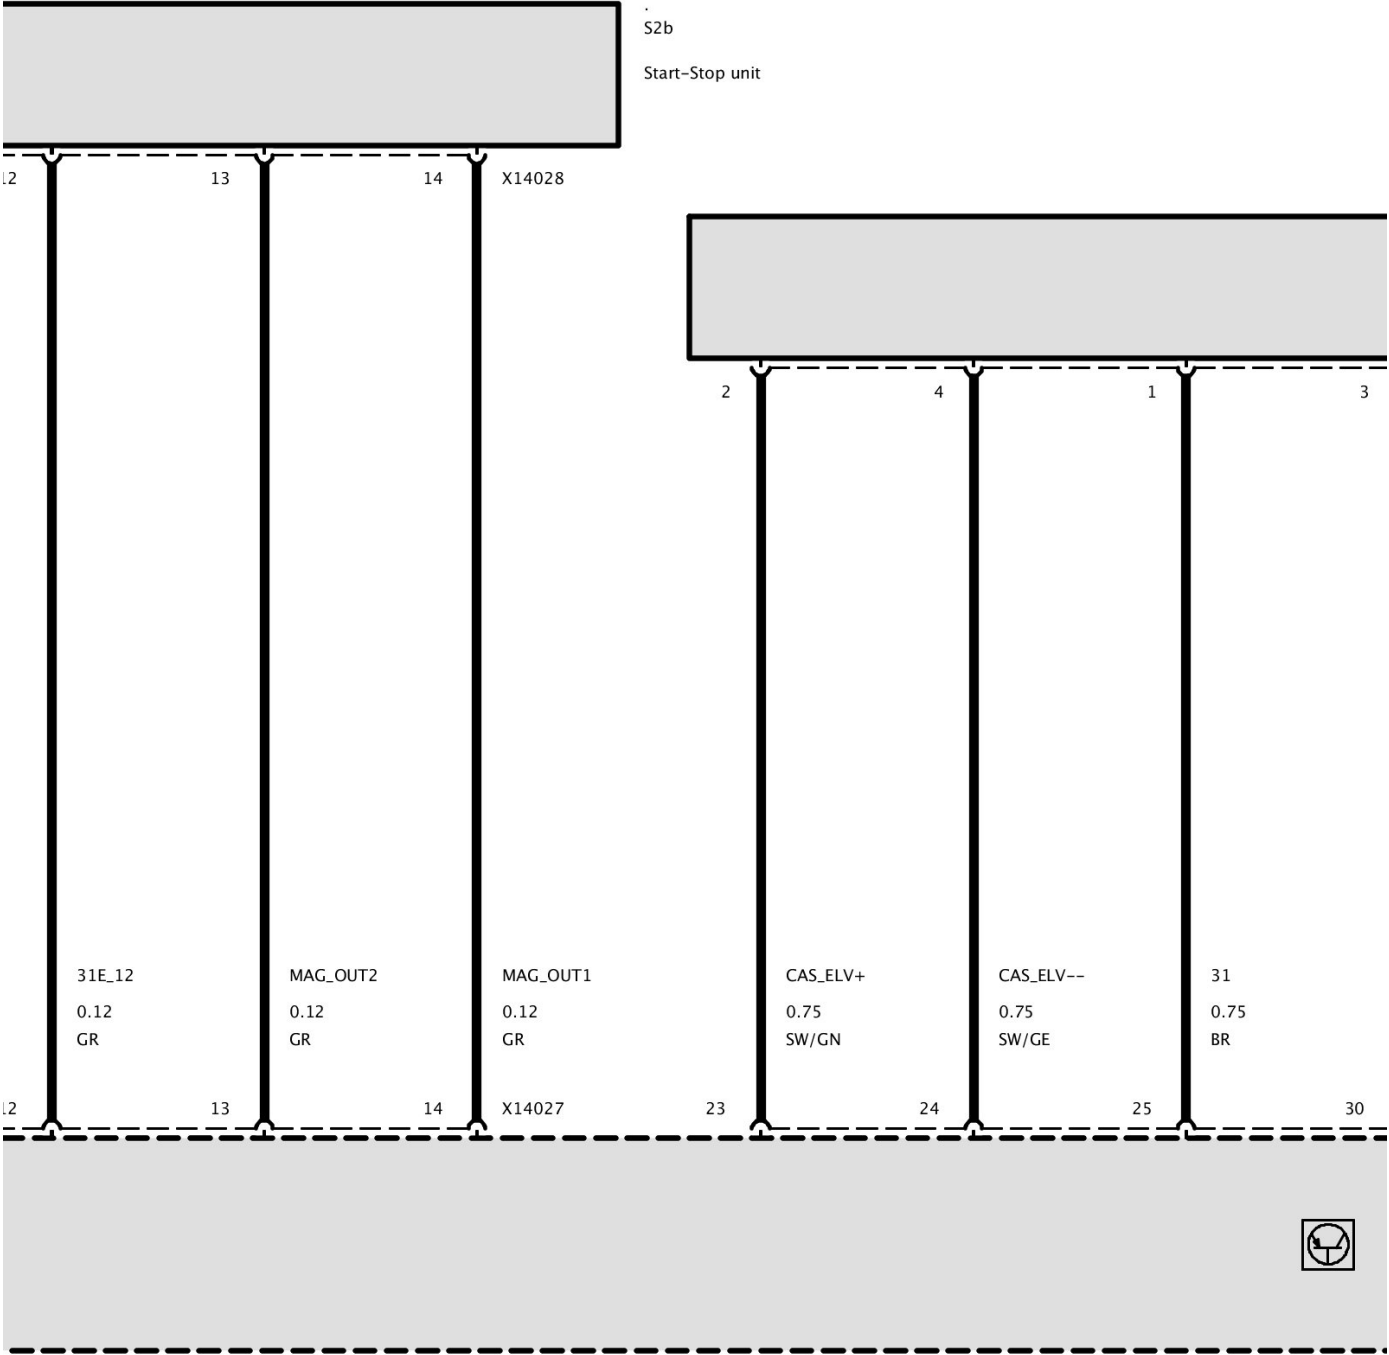 S2b
Start-Stop unit
13
14
X14028
2
4
1
3
31E_12
MAG_OUT2
MAG_OUT1
CAS_ELV+
CAS_ELV--
31
0.12
0.12
0.12
0.75
0.75
0.75
GR
GR
GR
SW/GN
SW/GE
BR
13
14
X14027
23
24
25
30